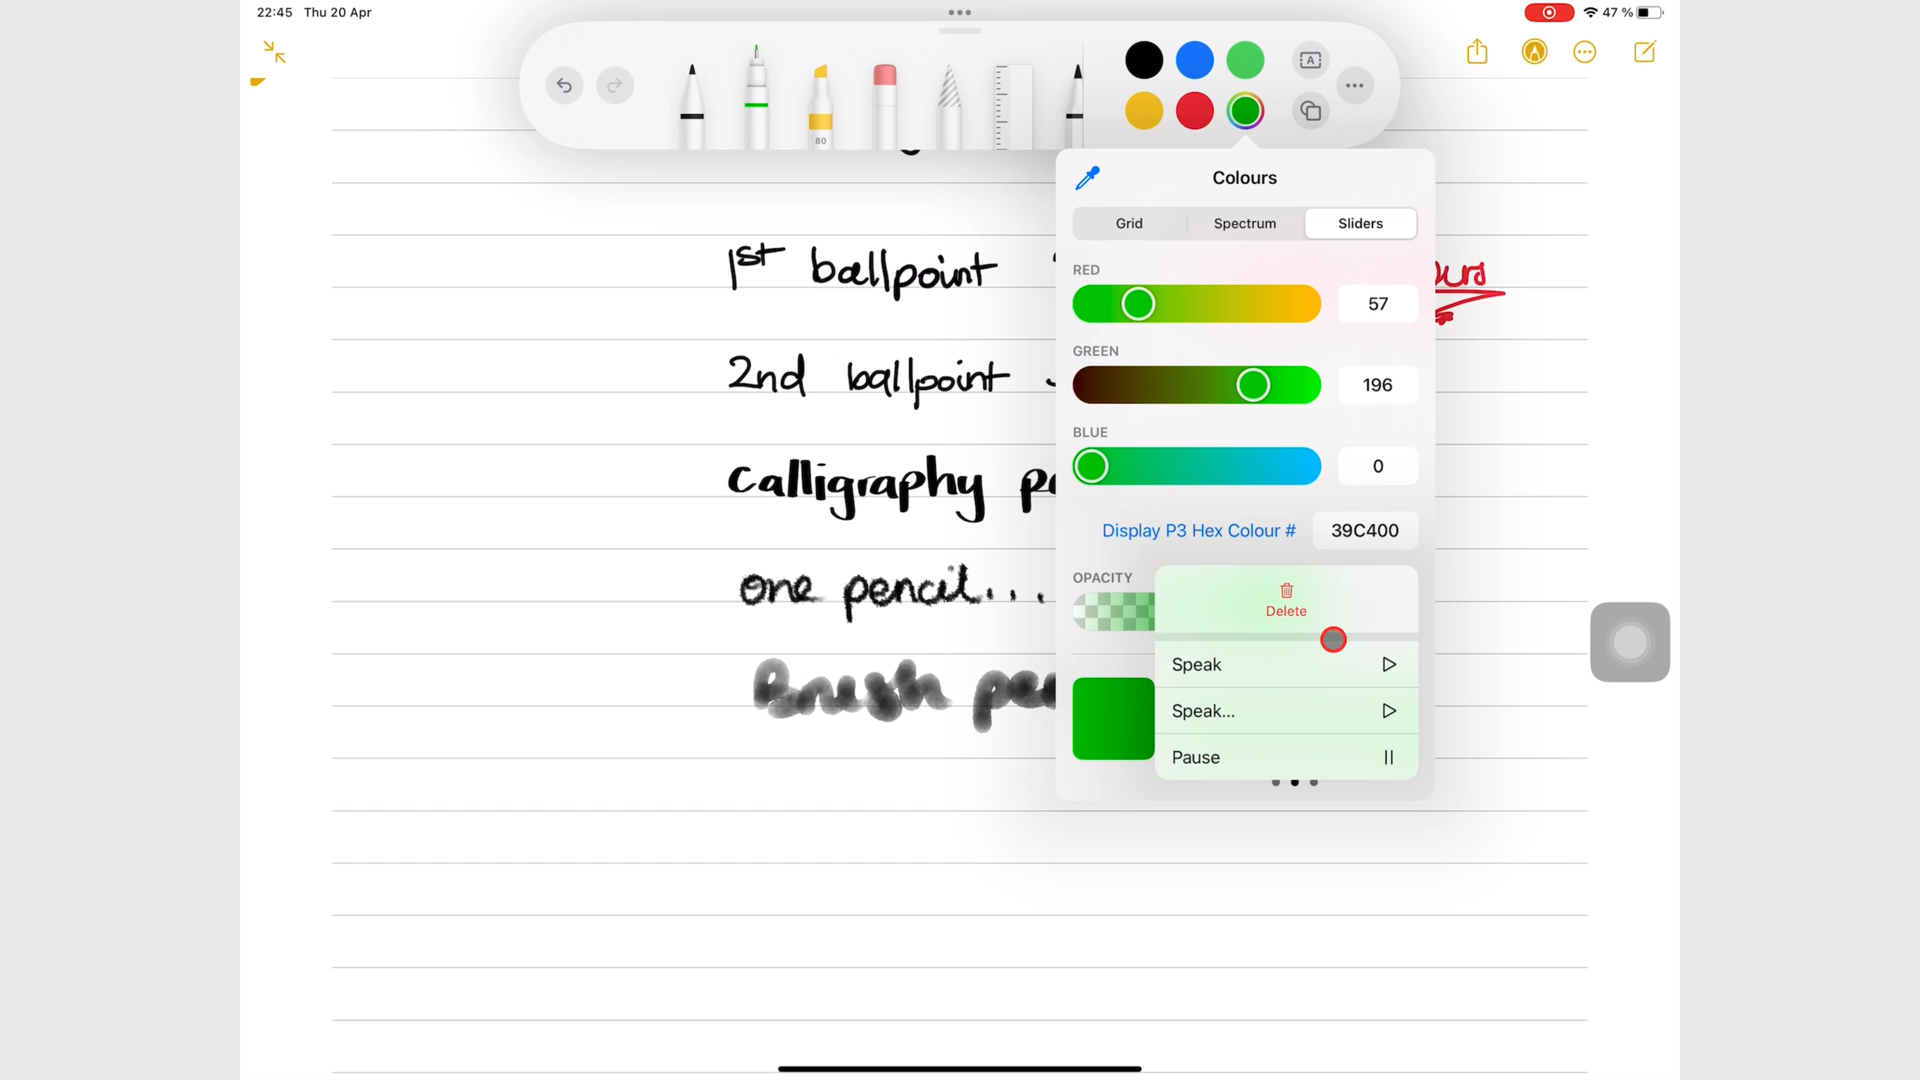 22:45 Thu 20 Apr
47 %
80
A
Colours
Grid Spectrum Sliders
RED
57
GREEN
196
BLUE
0
Display P3 Hex Colour # 39C400
OPACITY
Delete
Speak
Speak...
Pause
1st ballpoint
2nd ballpoint
Calligraphy
one pencil...
Brush